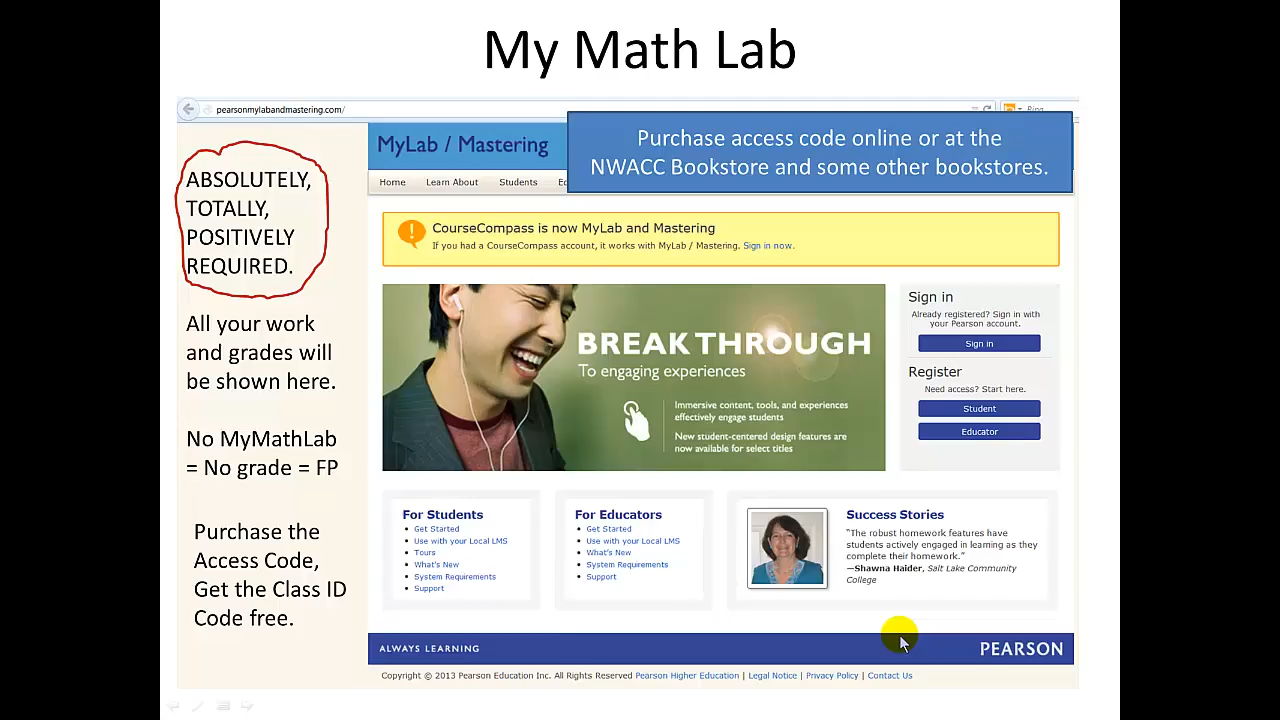 My Math Lab
pearsonmylabandmastering.com/
Bing
MyLab / Mastering
Purchase access code online or at the
NWACC Bookstore and some other bookstores.
Home
Learn About
Students
ABSOLUTELY,
TOTALLY,
POSITIVELY
REQUIRED.
All your work
and grades will
be shown here.
No MyMathLab
= No grade = FP
Purchase the
Access Code,
Get the Class ID
Code free.
CourseCompass is now MyLab and Mastering
If you had a CourseCompass account, it works with MyLab / Mastering. Sign in now.
BREAK THROUGH
To engaging experiences
Immersive content, tools, and experiences
effectively engage students
New student-centered design features are
now available for select titles
Sign in
Already registered? Sign in with
your Pearson account.
Sign in
Register
Need access? Start here.
Student
Educator
For Students
Get Started
Use with your Local LMS
Tours
What's New
System Requirements
Support
For Educators
Get Started
Use with your Local LMS
What's New
System Requirements
Support
Success Stories
“The robust homework features have
students actively engaged in learning as they
complete their homework.”
—Shawna Haider, Salt Lake Community
College
ALWAYS LEARNING
PEARSON
Copyright © 2013 Pearson Education Inc. All Rights Reserved Pearson Higher Education | Legal Notice | Privacy Policy | Contact Us